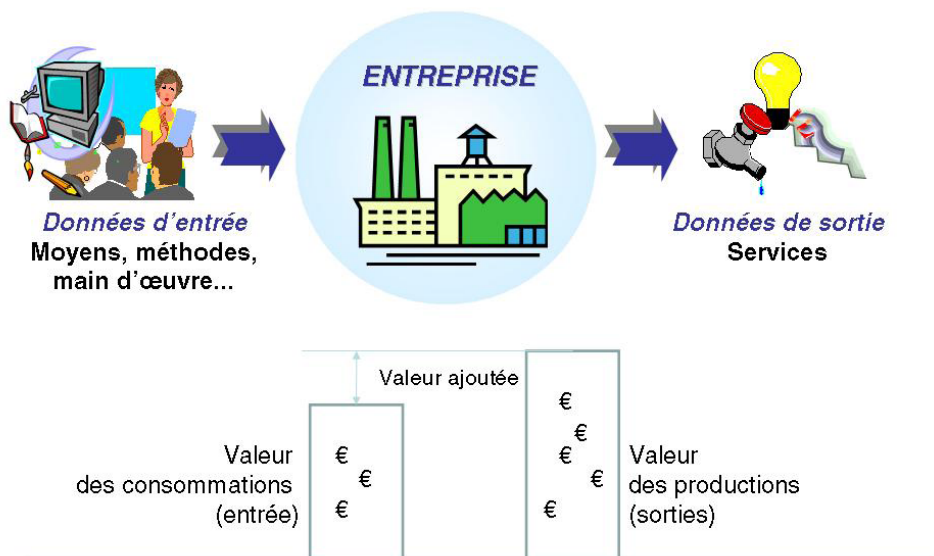 ENTREPRISE
Données d'entrée
Moyens, méthodes,
main d'œuvre...
Données de sortie
Services
Valeur ajoutée
€
€
€
€
€
€
€
€
Valeur
des consommations
(entrée)
Valeur
des productions
(sorties)